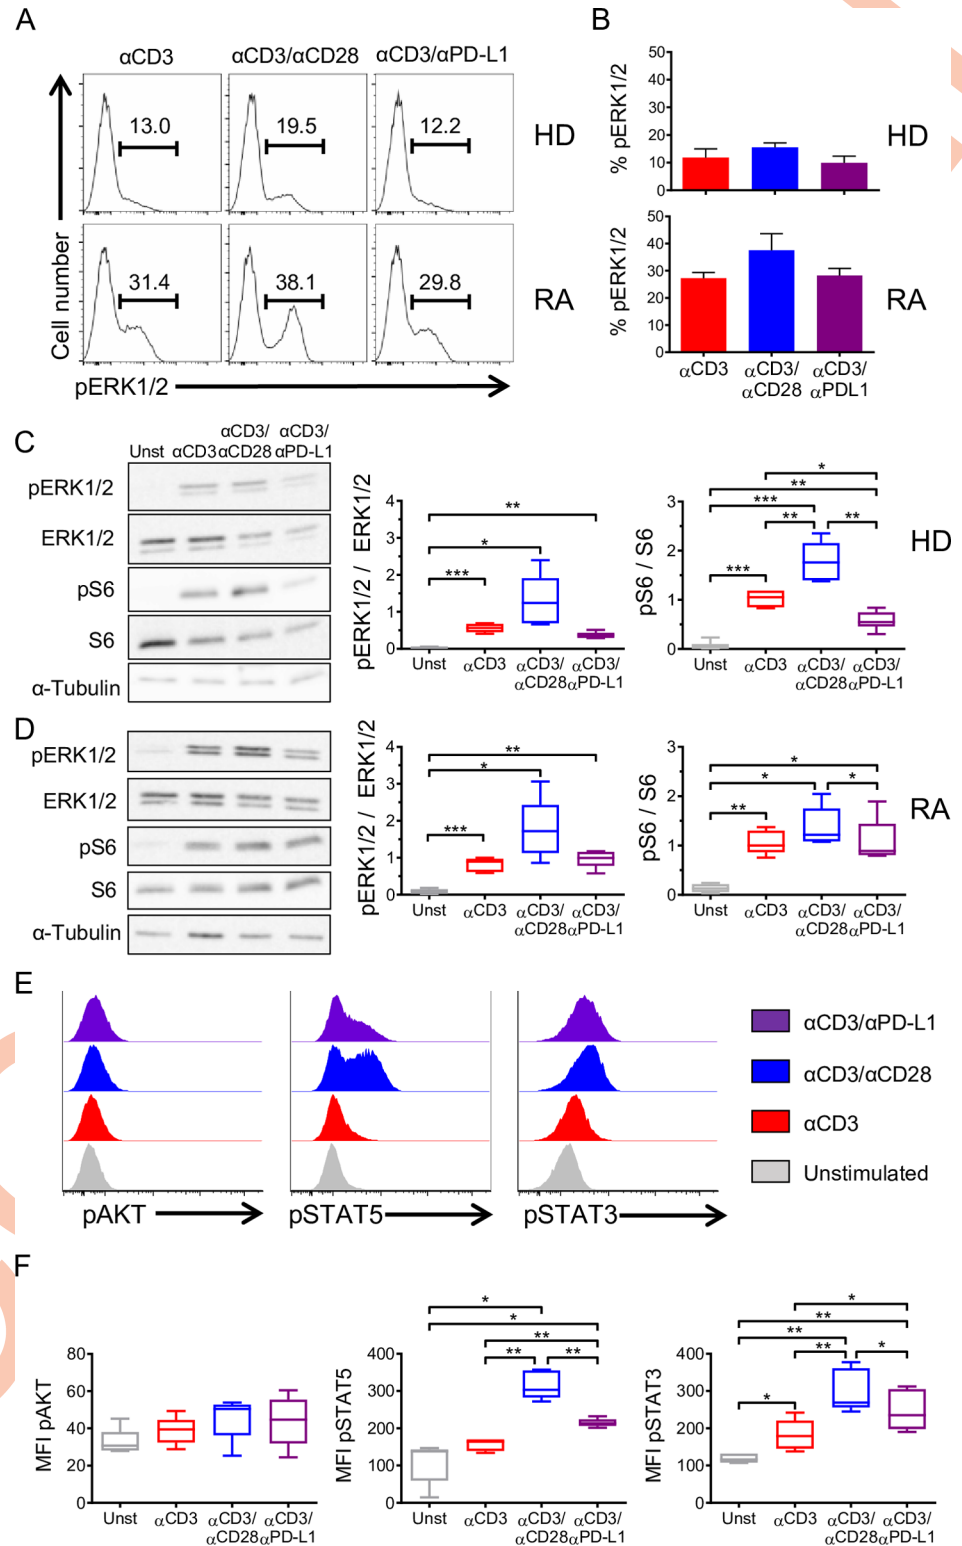 A
αCD3 αCD3/αCD28 αCD3/αPD-L1
13.0 19.5 12.2 HD
31.4 38.1 29.8 RA
Cell number
pERK1/2
B
% pERK1/2
50
40
30
20
10
0
HD
% pERK1/2
50
40
30
20
10
0
RA
αCD3 αCD3/αCD28 αCD3/αPDL1
C
Unst αCD3 αCD3/αCD28 αCD3/αPD-L1
pERK1/2
ERK1/2
pS6
S6
α-Tubulin
pERK1/2 / ERK1/2
4
3
2
1
0
**
*
***
Unst αCD3 αCD3/αCD28 αCD3/αPD-L1
pS6 / S6
3
2
1
0
*
**
***
** **
***
Unst αCD3 αCD3/αCD28 αCD3/αPD-L1
HD
D
pERK1/2
ERK1/2
pS6
S6
α-Tubulin
pERK1/2 / ERK1/2
4
3
2
1
0
**
*
***
Unst αCD3 αCD3/αCD28 αCD3/αPD-L1
pS6 / S6
3
2
1
0
*
* *
**
Unst αCD3 αCD3/αCD28 αCD3/αPD-L1
RA
E
pAKT
pSTAT5
pSTAT3
αCD3/αPD-L1
αCD3/αCD28
αCD3
Unstimulated
F
MFI pAKT
80
60
40
20
0
Unst αCD3 αCD3/αCD28 αCD3/αPD-L1
MFI pSTAT5
400
300
200
100
0
*
*
**
** **
Unst αCD3 αCD3/αCD28 αCD3/αPD-L1
MFI pSTAT3
400
300
200
100
0
*
**
**
** *
*
Unst αCD3 αCD3/αCD28 αCD3/αPD-L1